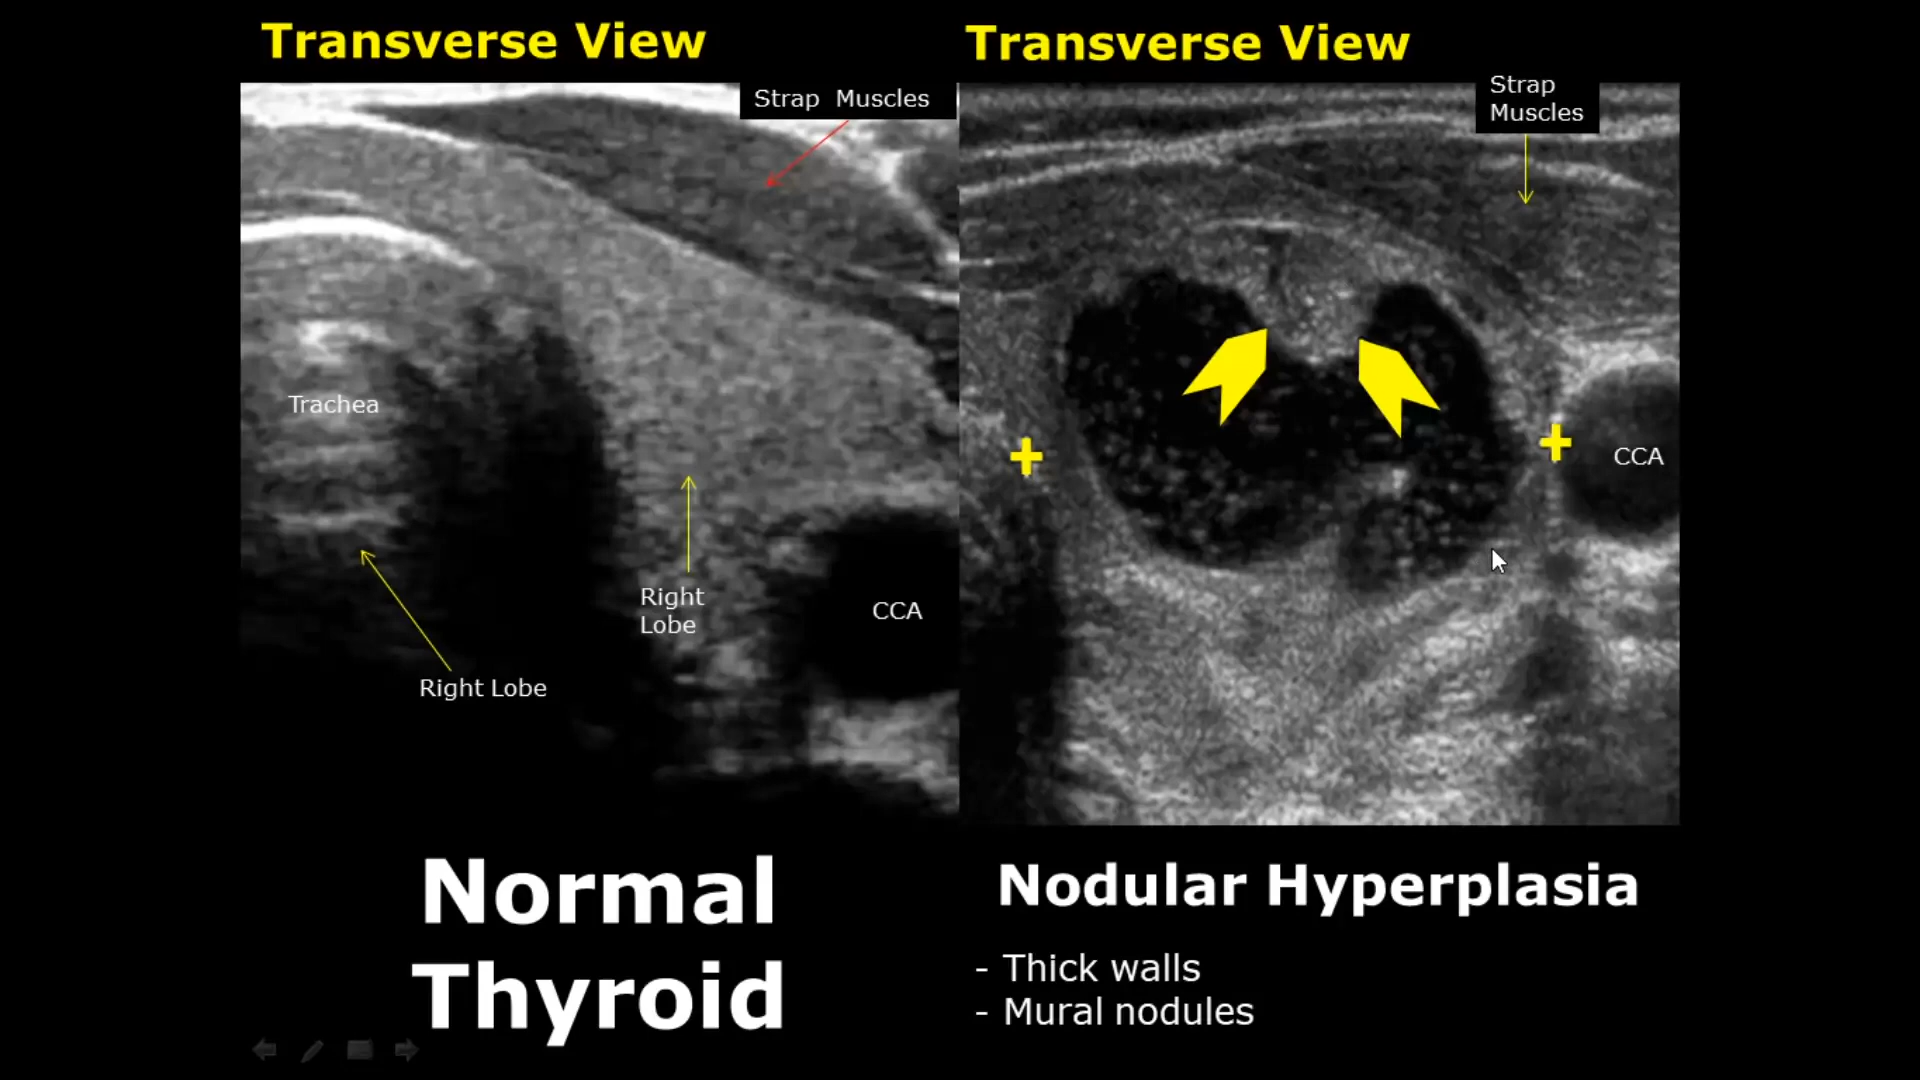 Transverse View
Strap Muscles
Trachea
Right
Lobe
CCA
Right Lobe
Normal
Thyroid
Transverse View
Strap
Muscles
CCA
Nodular Hyperplasia
- Thick walls
- Mural nodules